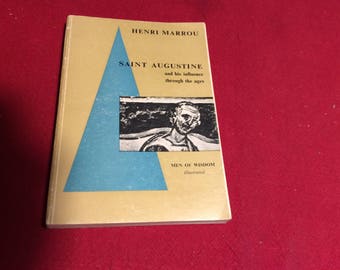 HENRI MARROU
SAINT AUGUSTINE
and his influence
through the ages
MEN OF WISDOM
illustrated